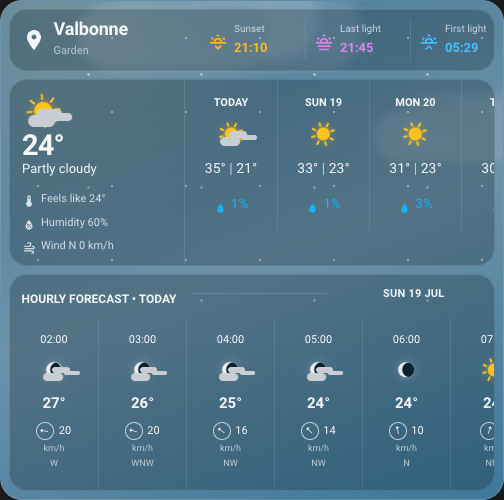 Valbonne
Garden
Sunset
21:10
Last light
21:45
First light
05:29
24°
Partly cloudy
Feels like 24°
Humidity 60%
Wind N 0 km/h
TODAY
35° | 21°
1%
SUN 19
33° | 23°
1%
MON 20
31° | 23°
3%
T
30
HOURLY FORECAST • TODAY
SUN 19 JUL
02:00 03:00 04:00 05:00 06:00 07
27° 26° 25° 24° 24° 24
20 20 16 14 10
km/h km/h km/h km/h km/h
W WNW NW NW N